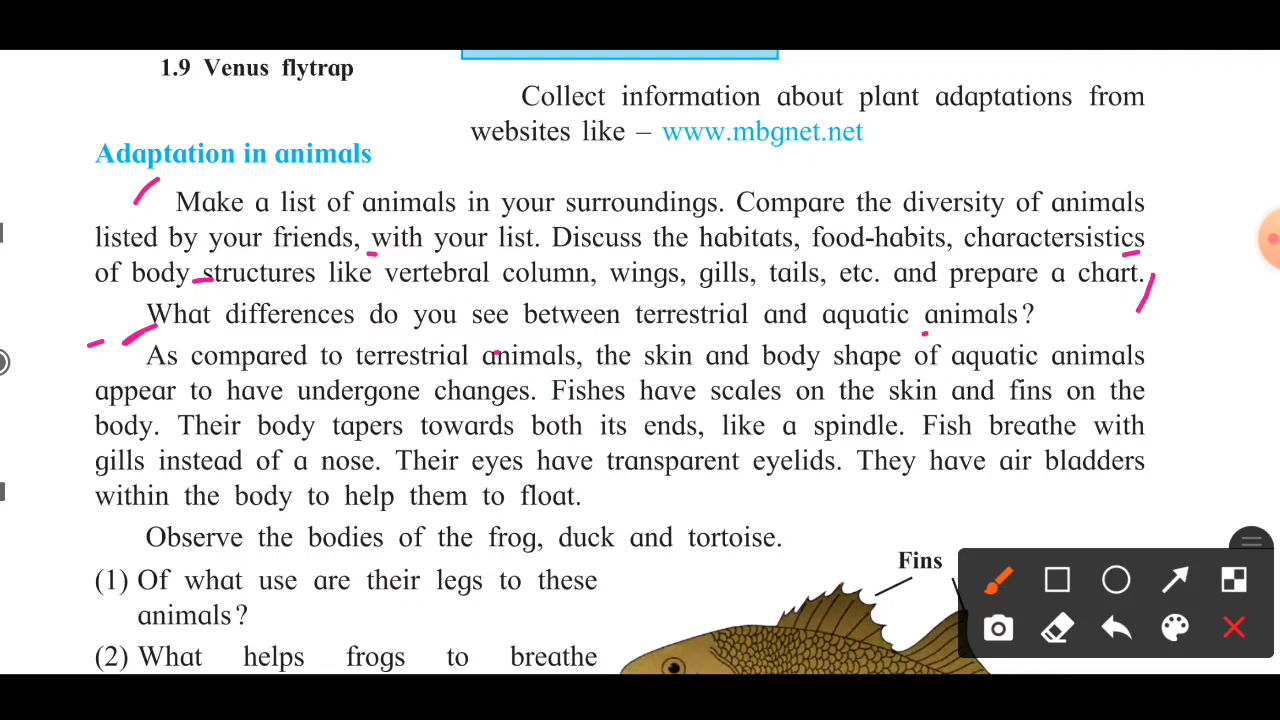 1.9 Venus flytrap
Collect information about plant adaptations from
websites like – www.mbgnet.net
Adaptation in animals
Make a list of animals in your surroundings. Compare the diversity of animals
listed by your friends, with your list. Discuss the habitats, food-habits, charactersistics
of body structures like vertebral column, wings, gills, tails, etc. and prepare a chart.
What differences do you see between terrestrial and aquatic animals?
As compared to terrestrial animals, the skin and body shape of aquatic animals
appear to have undergone changes. Fishes have scales on the skin and fins on the
body. Their body tapers towards both its ends, like a spindle. Fish breathe with
gills instead of a nose. Their eyes have transparent eyelids. They have air bladders
within the body to help them to float.
Observe the bodies of the frog, duck and tortoise.
Fins
(1) Of what use are their legs to these
animals?
(2) What helps frogs to breathe